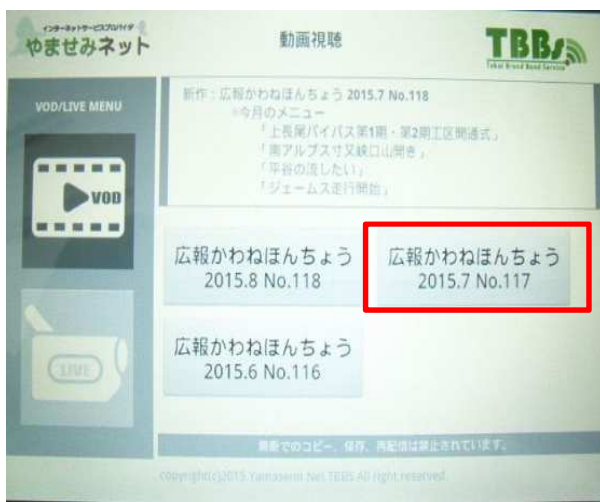 インターネットサービスプロバイダ
やませみネット
動画視聴
TBBs
Tokai Broad Band Service
VOD/LIVE MENU
新作:広報かわねほんちょう 2015.7 No.118
今月のメニュー
「上長尾バイパス第1期・第2期工区開通式」
「南アルプス寸又峡口山開き」
「平谷の流したい」
「ジェームス走行開始」
VOD
広報かわねほんちょう
2015.8 No.118
広報かわねほんちょう
2015.7 No.117
広報かわねほんちょう
2015.6 No.116
LIVE
無断でのコピー、保存、再配信は禁止されています。
copyright(c)2015 Yamasemi Net TBBS All right reserved.